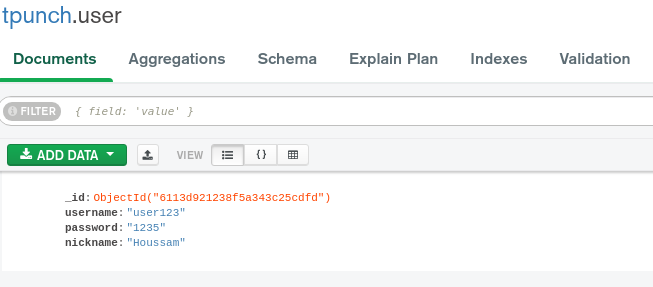 tpunch.user
Documents Aggregations Schema Explain Plan Indexes Validation
FILTER { field: 'value' }
ADD DATA VIEW {}
_id: ObjectId("6113d921238f5a343c25cdfd")
username: "user123"
password: "1235"
nickname: "Houssam"